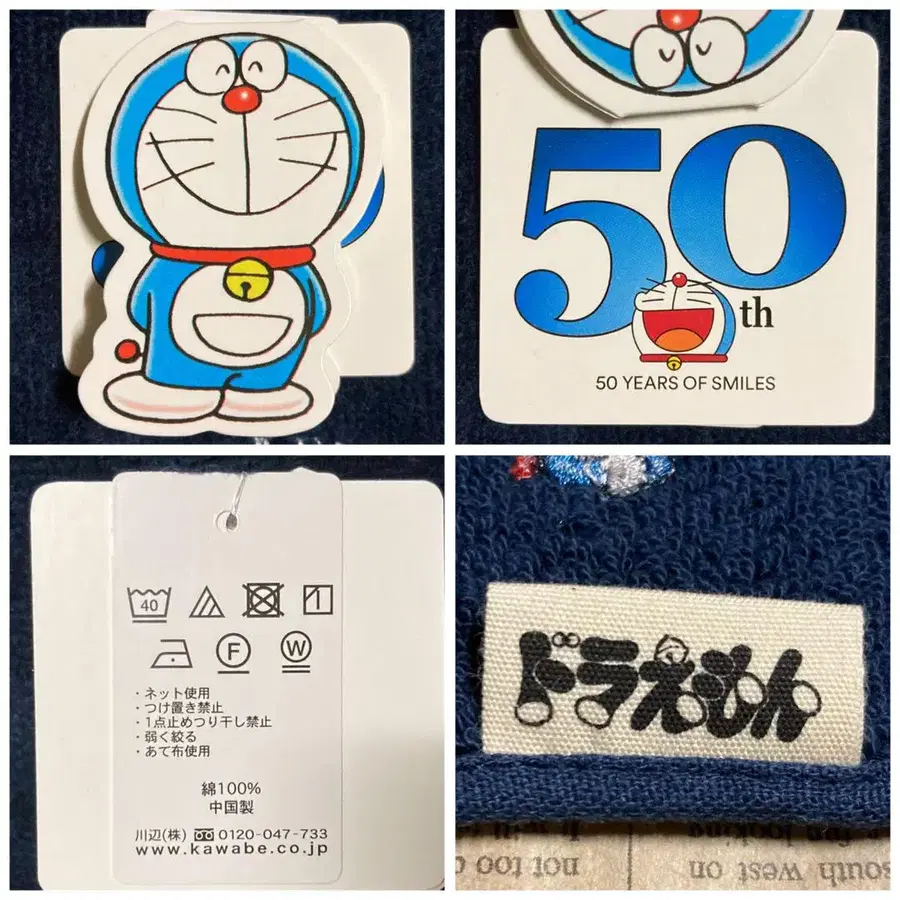 50th
50 YEARS OF SMILES
40
F
W
・ネット使用
・つけ置き禁止
・1点止めつり干し禁止
・弱く絞る
・あて布使用
綿100%
中国製
川辺(株) 0120-047-733
www.kawabe.co.jp
ドラえもん
south west on
not too c